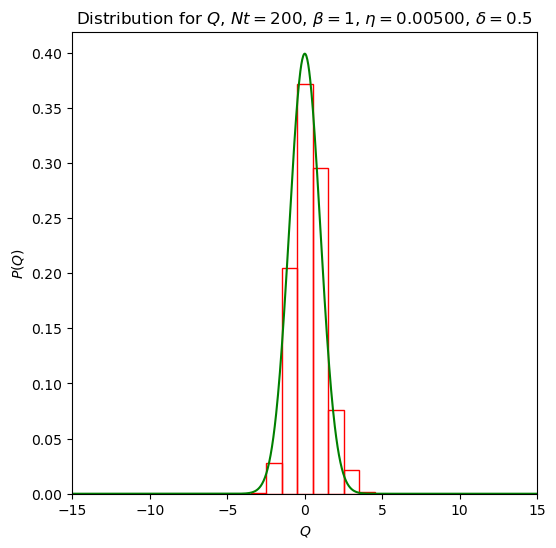 Distribution for Q, Nt = 200, β = 1, η = 0.00500, δ = 0.5
0.40
0.35
0.30
0.25
0.20
0.15
0.10
0.05
0.00
P(Q)
−15 −10 −5 0 5 10 15
Q